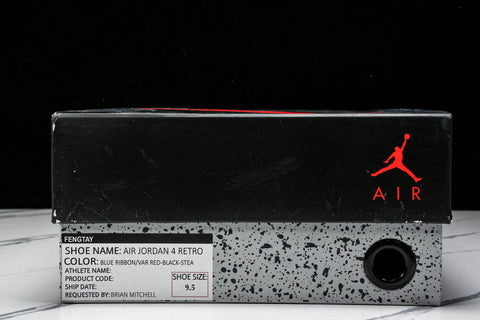 AIR
FENGTAY
SHOE NAME: AIR JORDAN 4 RETRO
COLOR: BLUE RIBBON/VAR RED-BLACK-STEA
ATHLETE NAME:
PRODUCT CODE:
SHIP DATE:
REQUESTED BY: BRIAN MITCHELL
SHOE SIZE:
9.5